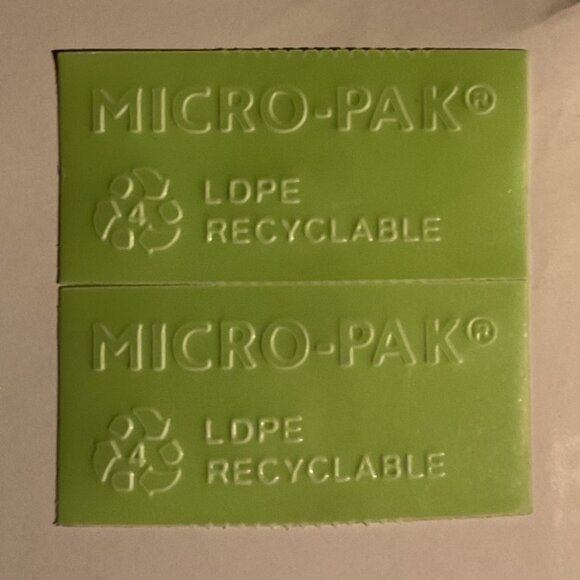 MICRO-PAK®
4
LDPE
RECYCLABLE
MICRO-PAK®
4
LDPE
RECYCLABLE